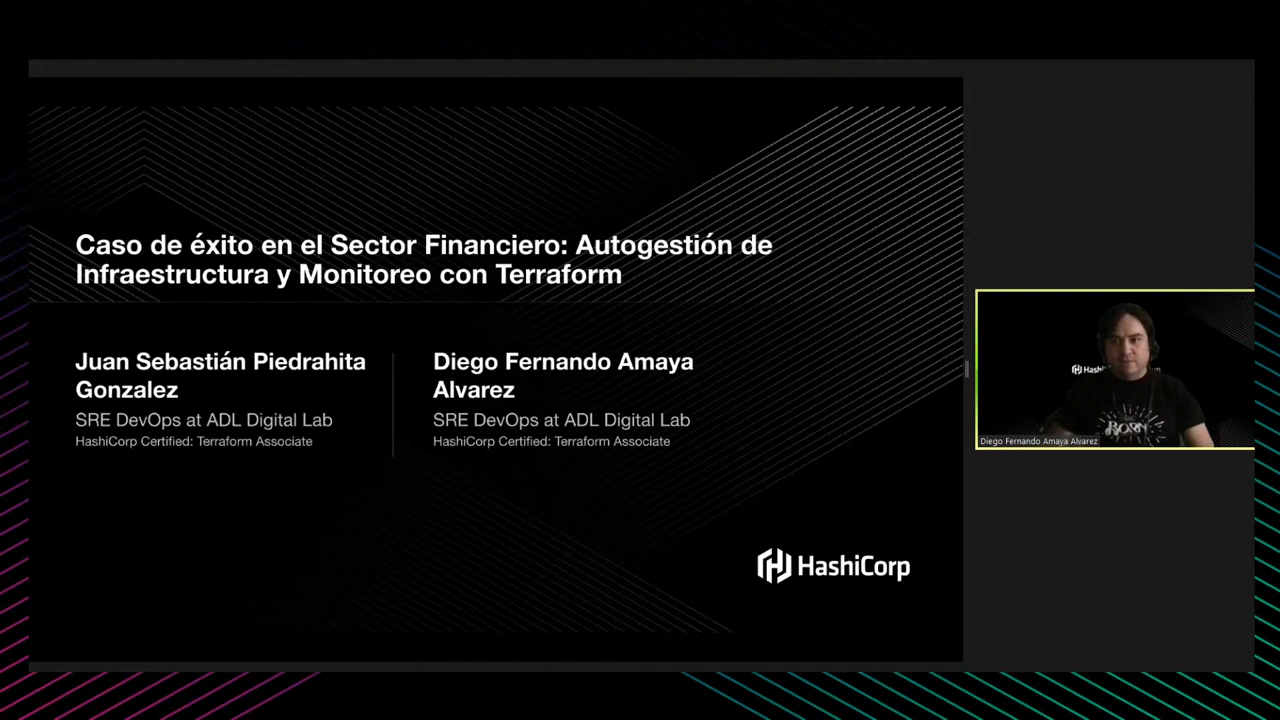 Caso de éxito en el Sector Financiero: Autogestión de
Infraestructura y Monitoreo con Terraform
Juan Sebastián Piedrahita
Gonzalez
SRE DevOps at ADL Digital Lab
HashiCorp Certified: Terraform Associate
Diego Fernando Amaya
Alvarez
SRE DevOps at ADL Digital Lab
HashiCorp Certified: Terraform Associate
HashiCorp
Diego Fernando Amaya Alvarez